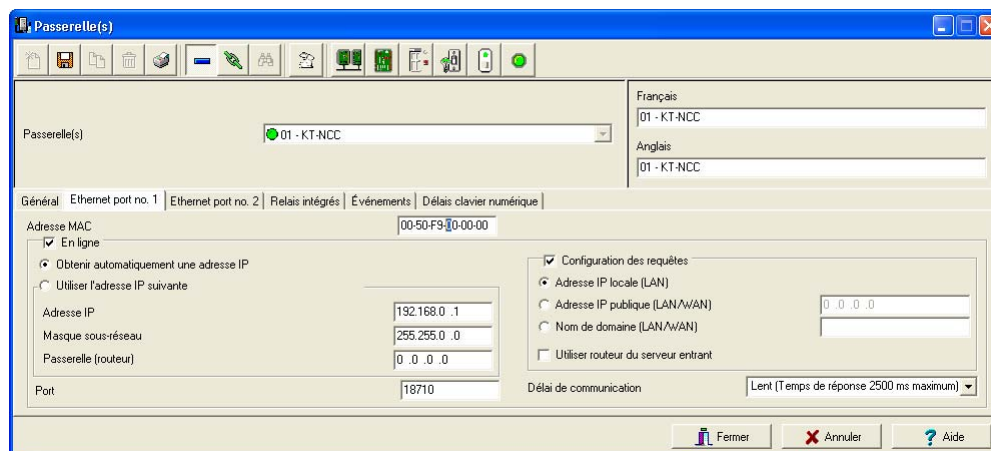 Passerelle(s)
Français
01 - KT-NCC
Passerelle(s)
01 - KT-NCC
Anglais
01 - KT-NCC
Général
Ethernet port no. 1
Ethernet port no. 2
Relais intégrés
Événements
Délais clavier numérique
Adresse MAC
00-50-F9-00-00-00
En ligne
Obtenir automatiquement une adresse IP
Utiliser l'adresse IP suivante
Adresse IP
192.168.0 .1
Masque sous-réseau
255.255.0 .0
Passerelle (routeur)
0 .0 .0 .0
Port
18710
Configuration des requêtes
Adresse IP locale (LAN)
Adresse IP publique (LAN/WAN)
0 .0 .0 .0
Nom de domaine (LAN/WAN)
Utiliser routeur du serveur entrant
Délai de communication
Lent (Temps de réponse 2500 ms maximum)
Fermer
Annuler
Aide